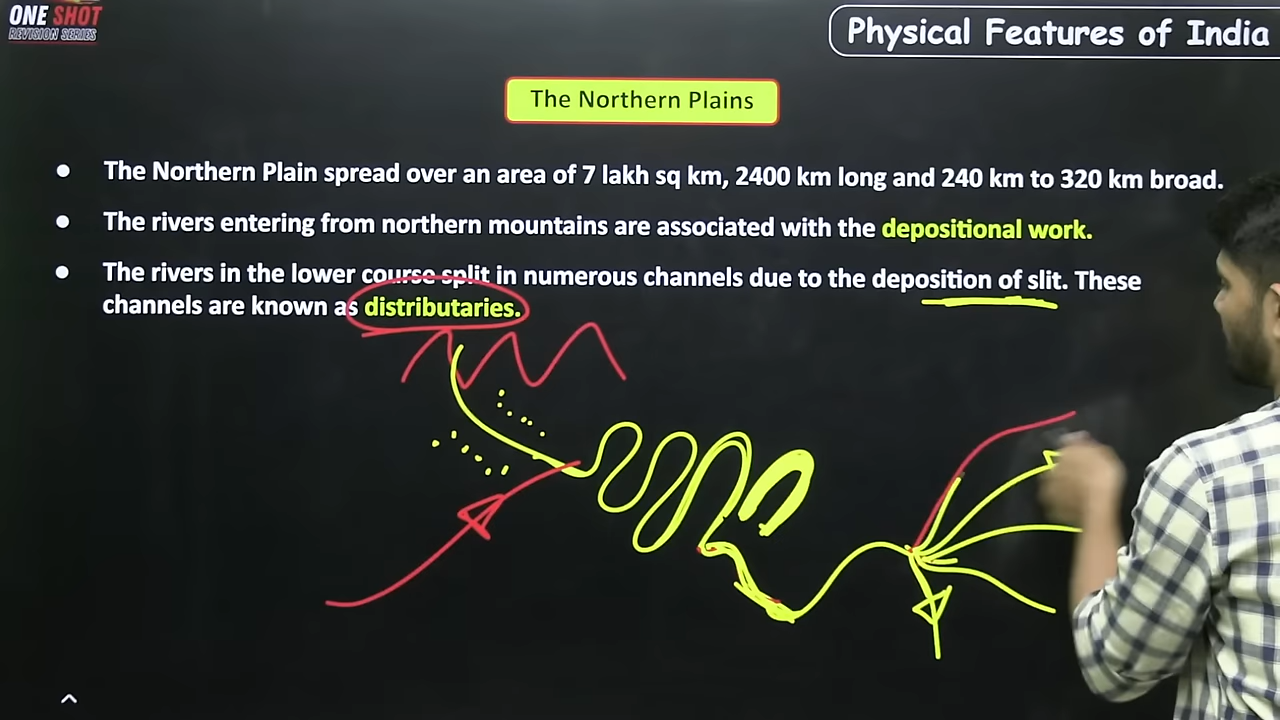 ONE SHOT
REVISION SERIES
Physical Features of India
The Northern Plains
● The Northern Plain spread over an area of 7 lakh sq km, 2400 km long and 240 km to 320 km broad.
● The rivers entering from northern mountains are associated with the depositional work.
● The rivers in the lower course split in numerous channels due to the deposition of slit. These
channels are known as distributaries.